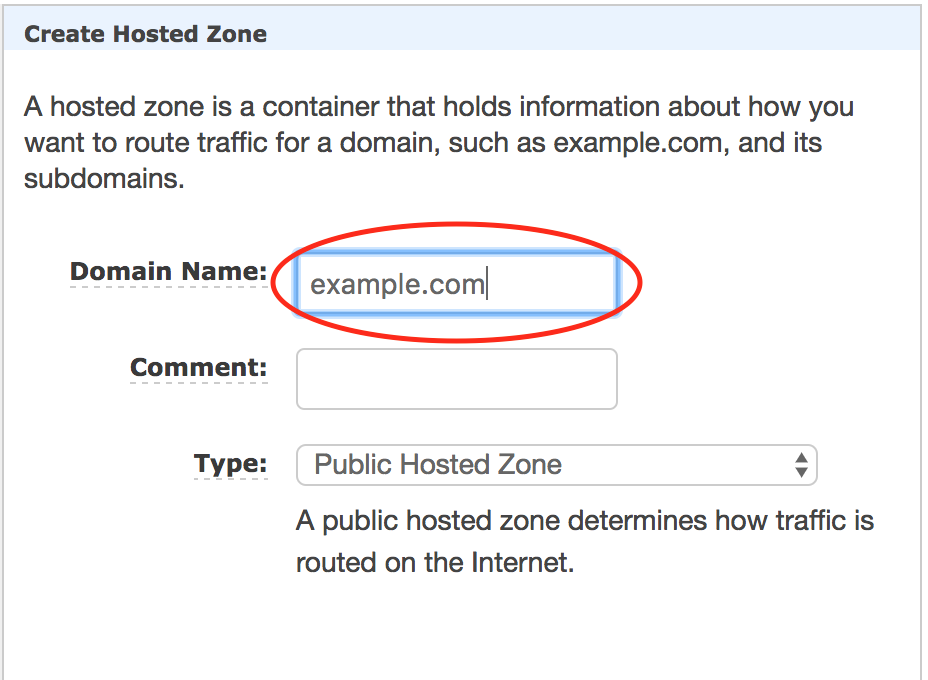 Create Hosted Zone
A hosted zone is a container that holds information about how you
want to route traffic for a domain, such as example.com, and its
subdomains.
Domain Name: example.com
Comment:
Type: Public Hosted Zone
A public hosted zone determines how traffic is
routed on the Internet.